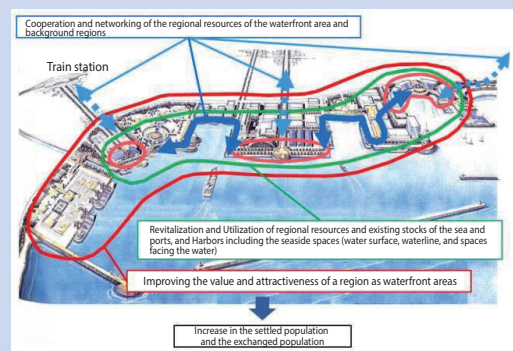 Cooperation and networking of the regional resources of the waterfront area and
background regions
Train station
Revitalization and Utilization of regional resources and existing stocks of the sea and
ports, and Harbors including the seaside spaces (water surface, waterline, and spaces
facing the water)
Improving the value and attractiveness of a region as waterfront areas
Increase in the settled population
and the exchanged population